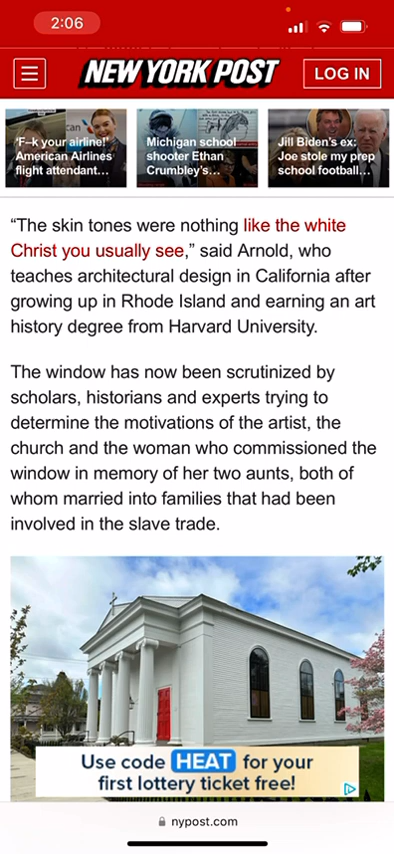 2:06
NEW YORK POST
LOG IN
'F–k your airline!'
American Airlines
flight attendant...
Michigan school
shooter Ethan
Crumbley's...
Jill Biden's ex:
Joe stole my prep
school football...
“The skin tones were nothing like the white
Christ you usually see,” said Arnold, who
teaches architectural design in California after
growing up in Rhode Island and earning an art
history degree from Harvard University.
The window has now been scrutinized by
scholars, historians and experts trying to
determine the motivations of the artist, the
church and the woman who commissioned the
window in memory of her two aunts, both of
whom married into families that had been
involved in the slave trade.
Use code HEAT for your
first lottery ticket free!
nypost.com